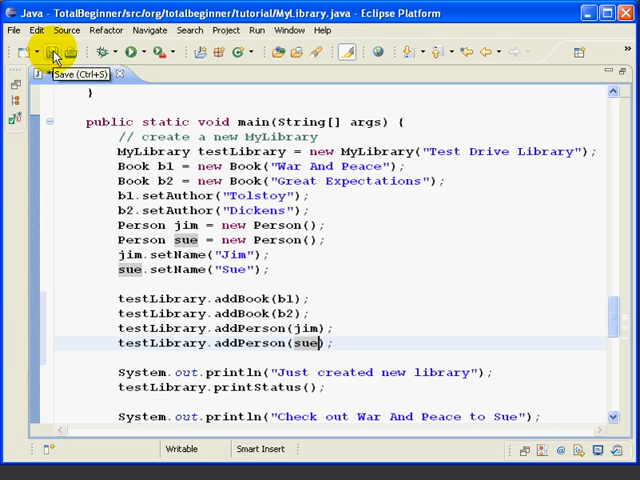 Java - TotalBeginner/src/org/totalbeginner/tutorial/MyLibrary.java - Eclipse Platform
File Edit Source Refactor Navigate Search Project Run Window Help
Save (Ctrl+S)
}
public static void main(String[] args) {
// create a new MyLibrary
MyLibrary testLibrary = new MyLibrary("Test Drive Library");
Book b1 = new Book("War And Peace");
Book b2 = new Book("Great Expectations");
b1.setAuthor("Tolstoy");
b2.setAuthor("Dickens");
Person jim = new Person();
Person sue = new Person();
jim.setName("Jim");
sue.setName("Sue");
testLibrary.addBook(b1);
testLibrary.addBook(b2);
testLibrary.addPerson(jim);
testLibrary.addPerson(sue);
System.out.println("Just created new library");
testLibrary.printStatus();
System.out.println("Check out War And Peace to Sue");
Writable Smart Insert